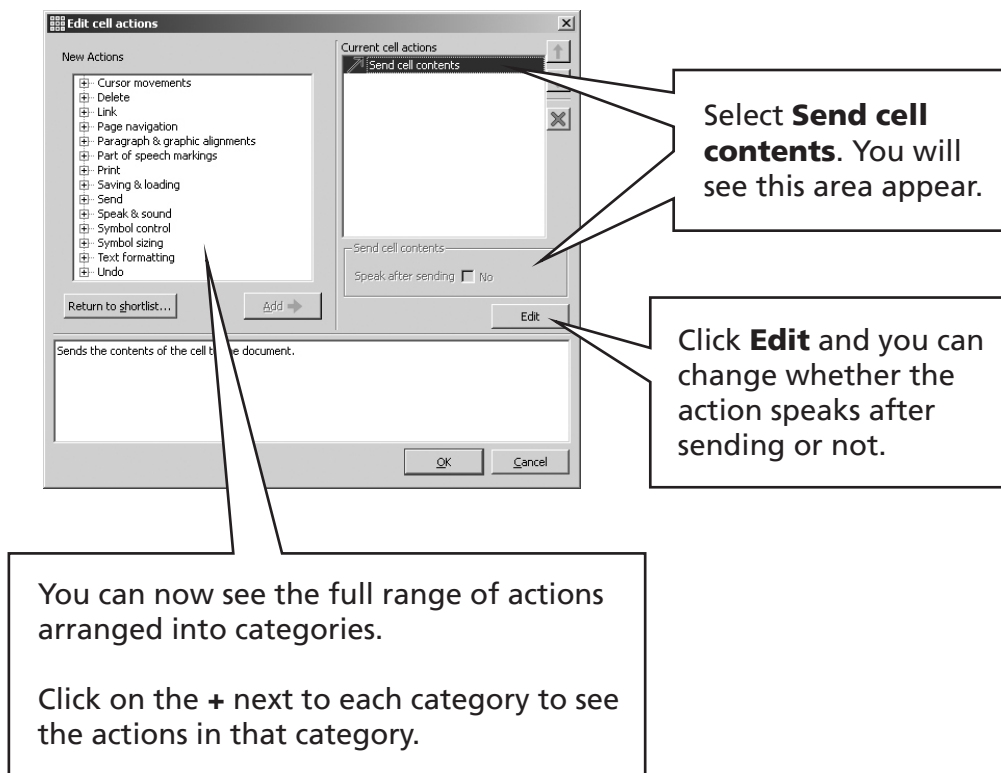 Edit cell actions
New Actions
Cursor movements
Delete
Link
Page navigation
Paragraph & graphic alignments
Part of speech markings
Print
Saving & loading
Send
Speak & sound
Symbol control
Symbol sizing
Text formatting
Undo
Return to shortlist...
Add
Current cell actions
Send cell contents
Send cell contents
Speak after sending No
Edit
Sends the contents of the cell to the document.
OK
Cancel
Select Send cell
contents. You will
see this area appear.
Click Edit and you can
change whether the
action speaks after
sending or not.
You can now see the full range of actions
arranged into categories.
Click on the + next to each category to see
the actions in that category.